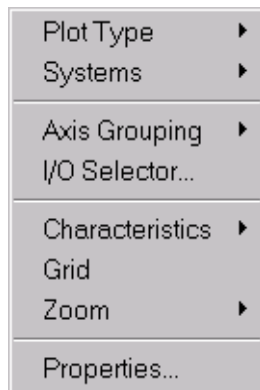 Plot Type
Systems
Axis Grouping
I/O Selector...
Characteristics
Grid
Zoom
Properties...